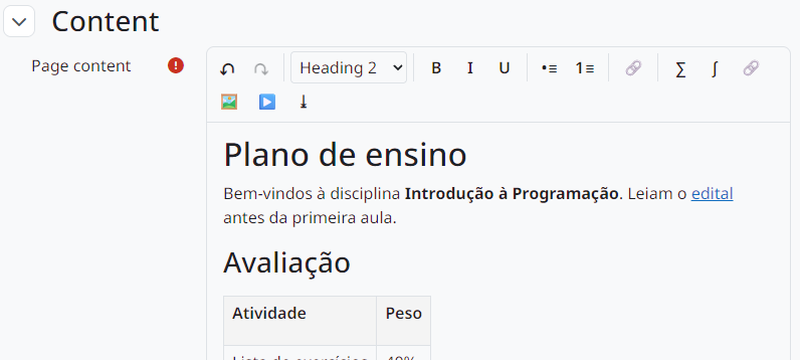 Content
Page content
Heading 2
B I U
Plano de ensino
Bem-vindos à disciplina Introdução à Programação. Leiam o edital
antes da primeira aula.
Avaliação
Atividade Peso